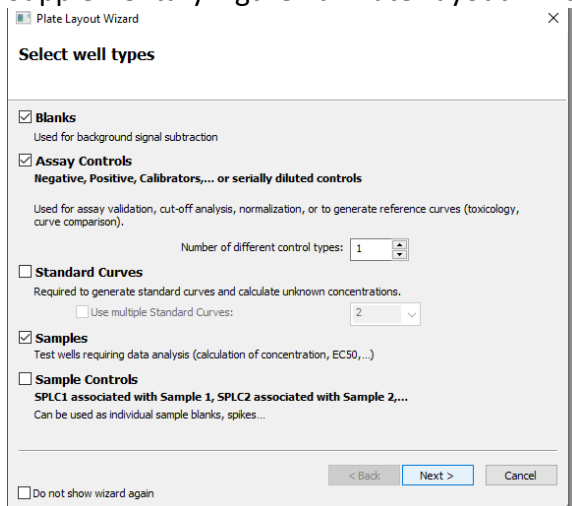 Plate Layout Wizard
Select well types
Blanks
Used for background signal subtraction
Assay Controls
Negative, Positive, Calibrators,... or serially diluted controls
Used for assay validation, cut-off analysis, normalization, or to generate reference curves (toxicology,
curve comparison).
Number of different control types: 1
Standard Curves
Required to generate standard curves and calculate unknown concentrations.
Use multiple Standard Curves: 2
Samples
Test wells requiring data analysis (calculation of concentration, EC50,...)
Sample Controls
SPLC1 associated with Sample 1, SPLC2 associated with Sample 2,...
Can be used as individual sample blanks, spikes...
< Back Next > Cancel
Do not show wizard again